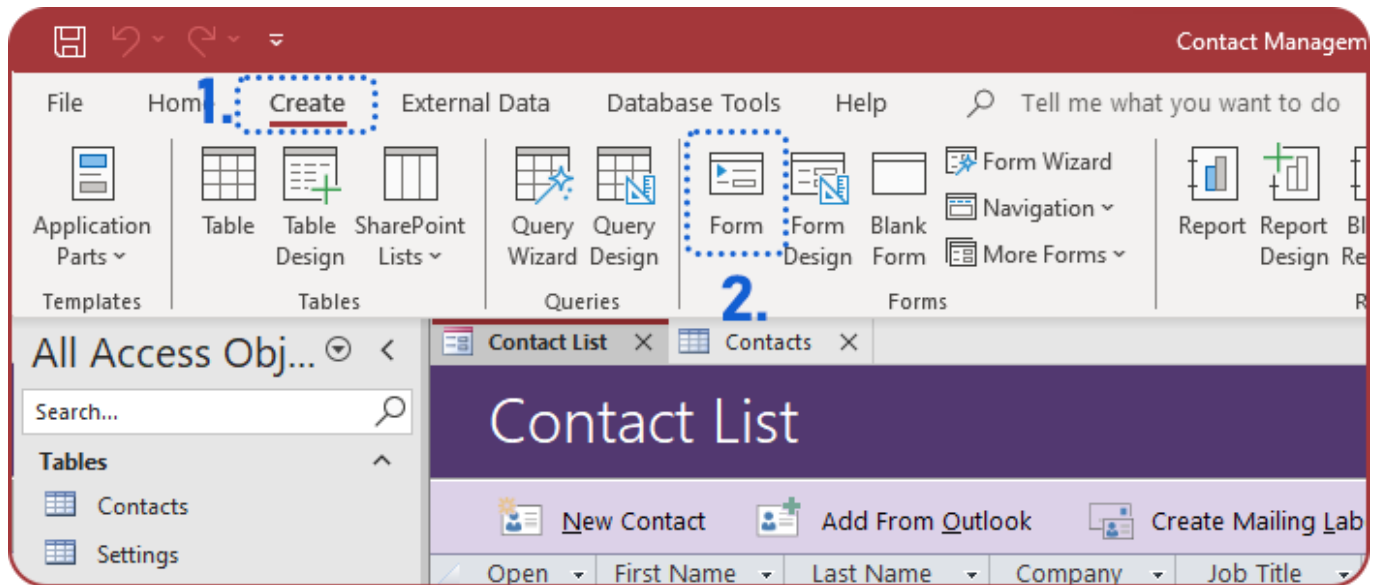 Contact Managem
1.
File Home Create External Data Database Tools Help Tell me what you want to do
Application Parts
Table
Table Design
SharePoint Lists
Query Wizard
Query Design
Form
Form Design
Blank Form
Form Wizard
Navigation
More Forms
Report
Report Design
Bl
Re
Templates Tables Queries Forms R
2.
All Access Obj...
Contact List Contacts
Search...
Contact List
Tables
Contacts
Settings
New Contact Add From Outlook Create Mailing Lab
Open First Name Last Name Company Job Title